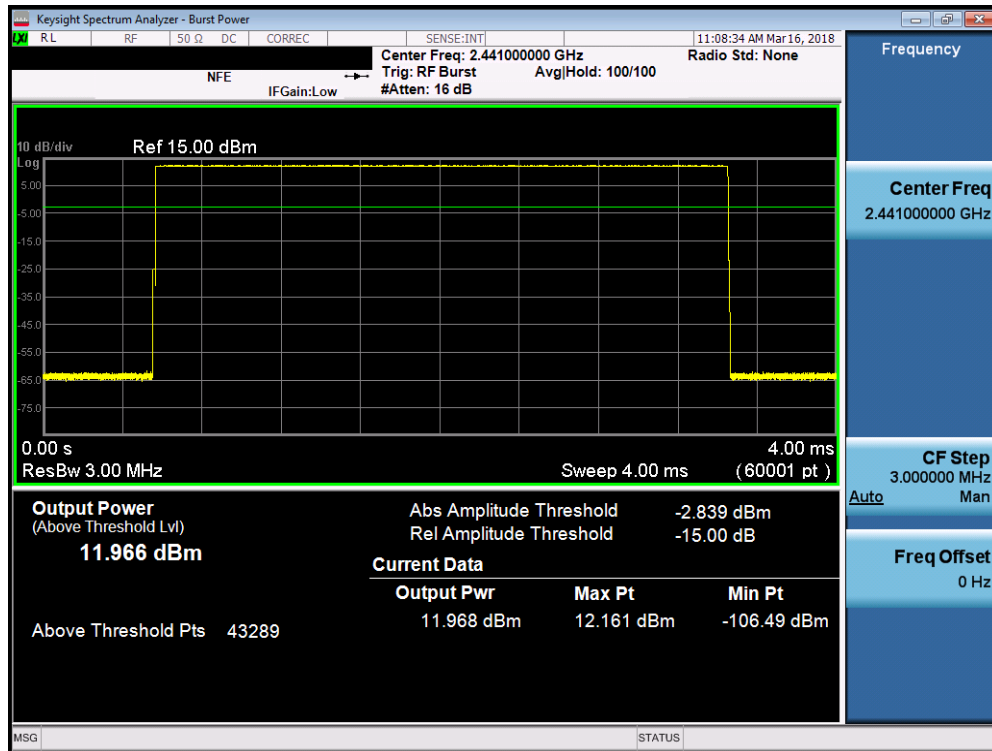 Keysight Spectrum Analyzer - Burst Power
LXI RL RF 50 Ω DC CORREC SENSE:INT 11:08:34 AM Mar 16, 2018
Center Freq: 2.441000000 GHz Radio Std: None
NFE Trig: RF Burst Avg|Hold: 100/100
IFGain:Low #Atten: 16 dB
10 dB/div Ref 15.00 dBm
Log
5.00
-5.00
-15.0
-25.0
-35.0
-45.0
-55.0
-65.0
-75.0
0.00 s 4.00 ms
ResBw 3.00 MHz Sweep 4.00 ms (60001 pt)
Output Power
(Above Threshold Lvl)
11.966 dBm
Above Threshold Pts 43289
Abs Amplitude Threshold -2.839 dBm
Rel Amplitude Threshold -15.00 dB
Current Data
Output Pwr Max Pt Min Pt
11.968 dBm 12.161 dBm -106.49 dBm
Frequency
Center Freq
2.441000000 GHz
CF Step
3.000000 MHz
Auto Man
Freq Offset
0 Hz
MSG STATUS